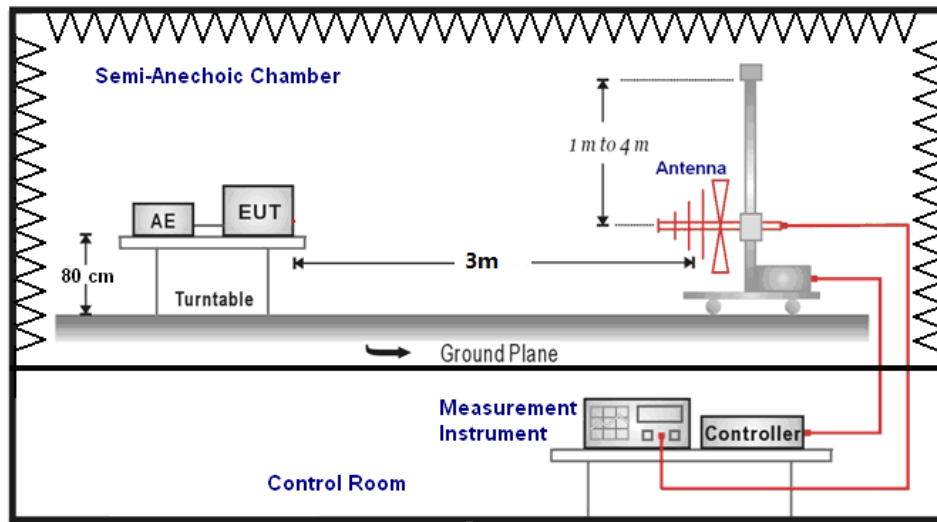 Semi-Anechoic Chamber
1 m to 4 m
Antenna
AE
EUT
3m
80 cm
Turntable
Ground Plane
Measurement
Instrument
Controller
Control Room